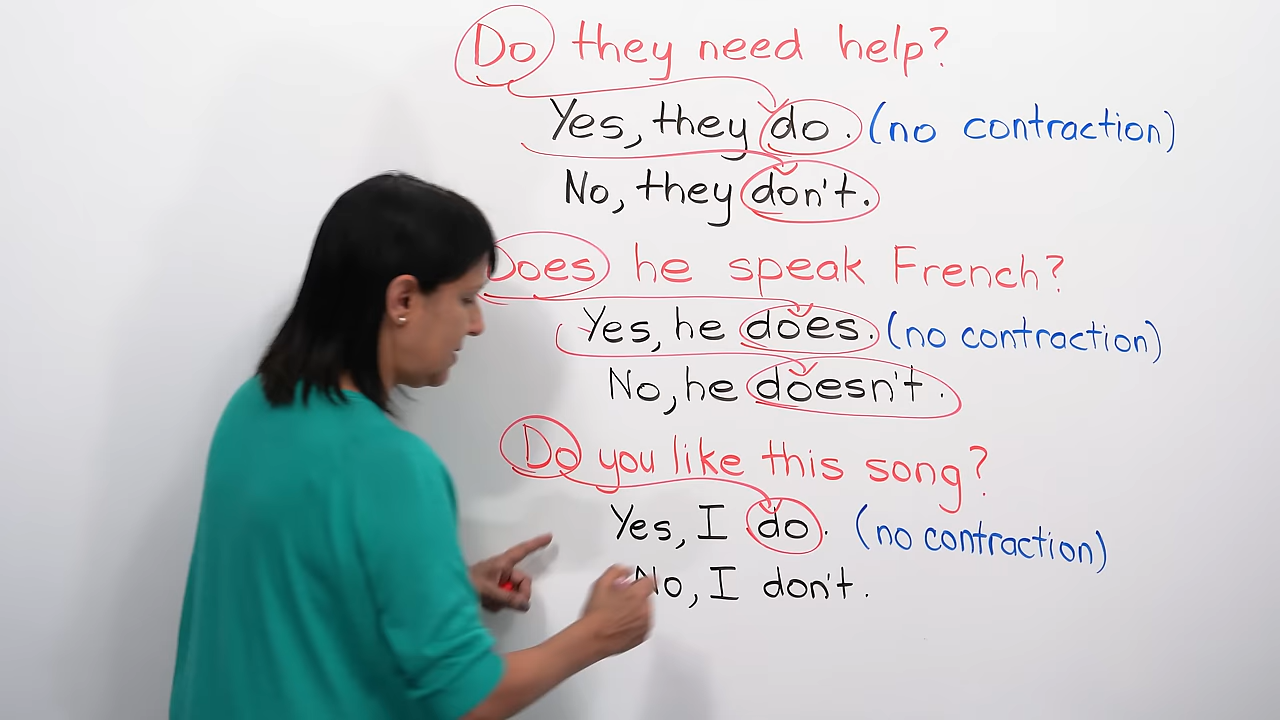 Do they need help?
Yes, they do. (no contraction)
No, they don't.
Does he speak French?
Yes, he does. (no contraction)
No, he doesn't.
Do you like this song?
Yes, I do. (no contraction)
No, I don't.